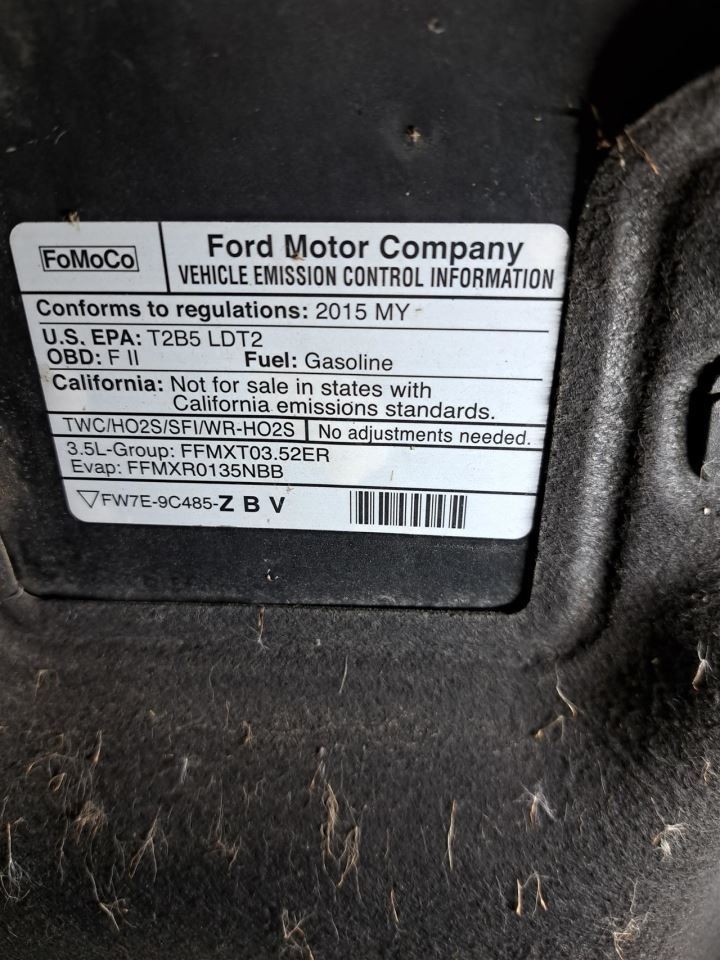 FoMoCo
Ford Motor Company
VEHICLE EMISSION CONTROL INFORMATION
Conforms to regulations: 2015 MY
U.S. EPA: T2B5 LDT2
OBD: F II Fuel: Gasoline
California: Not for sale in states with
California emissions standards.
TWC/HO2S/SFI/WR-HO2S No adjustments needed.
3.5L-Group: FFMXT03.52ER
Evap: FFMXR0135NBB
▽FW7E-9C485-Z B V